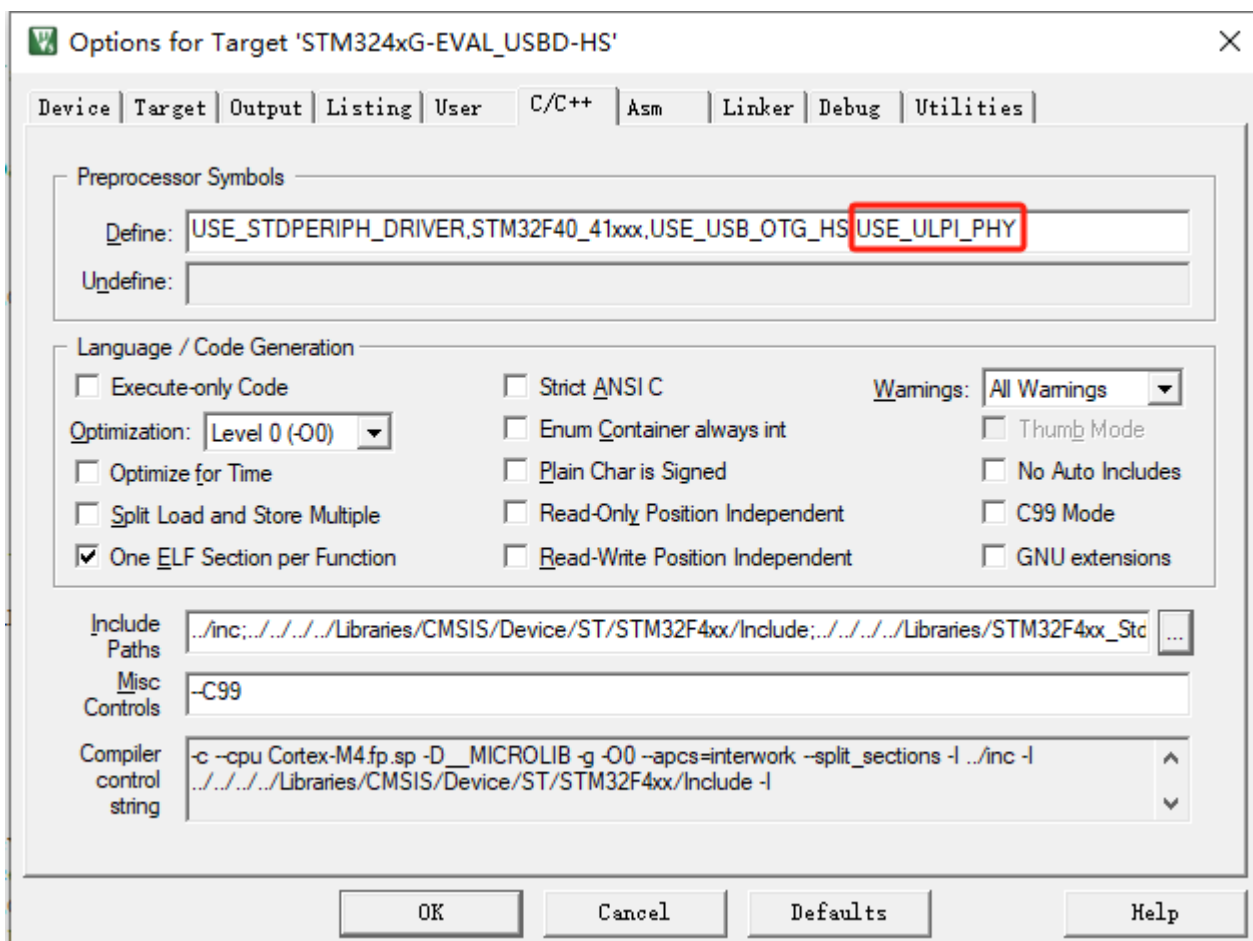 Options for Target 'STM324xG-EVAL_USBD-HS'
Device Target Output Listing User C/C++ Asm Linker Debug Utilities
Preprocessor Symbols
Define: USE_STDPERIPH_DRIVER,STM32F40_41xxx,USE_USB_OTG_HS USE_ULPI_PHY
Undefine:
Language / Code Generation
Execute-only Code Strict ANSI C Warnings: All Warnings
Optimization: Level 0 (-O0) Enum Container always int Thumb Mode
Optimize for Time Plain Char is Signed No Auto Includes
Split Load and Store Multiple Read-Only Position Independent C99 Mode
One ELF Section per Function Read-Write Position Independent GNU extensions
Include Paths ../inc;../../../../Libraries/CMSIS/Device/ST/STM32F4xx/Include;../../../../Libraries/STM32F4xx_Std ...
Misc Controls --C99
Compiler control string -c --cpu Cortex-M4.fp.sp -D__MICROLIB -g -O0 --apcs=interwork --split_sections -I ../inc -I
../../../../Libraries/CMSIS/Device/ST/STM32F4xx/Include -I
OK Cancel Defaults Help